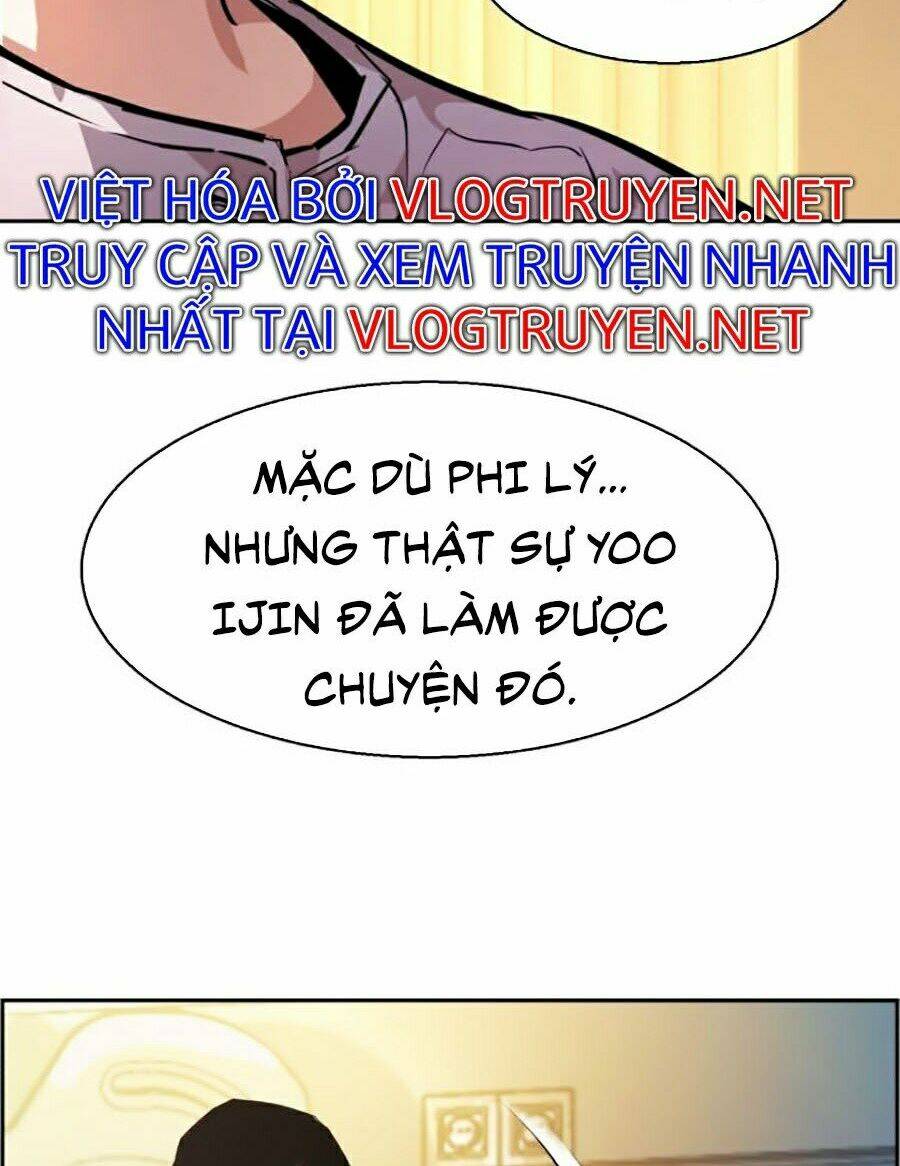 VIỆT HÓA BỞI VLOGTRUYEN.NET
TRUY CẬP VÀ XEM TRUYỆN NHANH
NHẤT TẠI VLOGTRUYEN.NET
MẶC DÙ PHI LÝ...
NHƯNG THẬT SỰ YOO
IJIN ĐÃ LÀM ĐƯỢC
CHUYỆN ĐÓ.